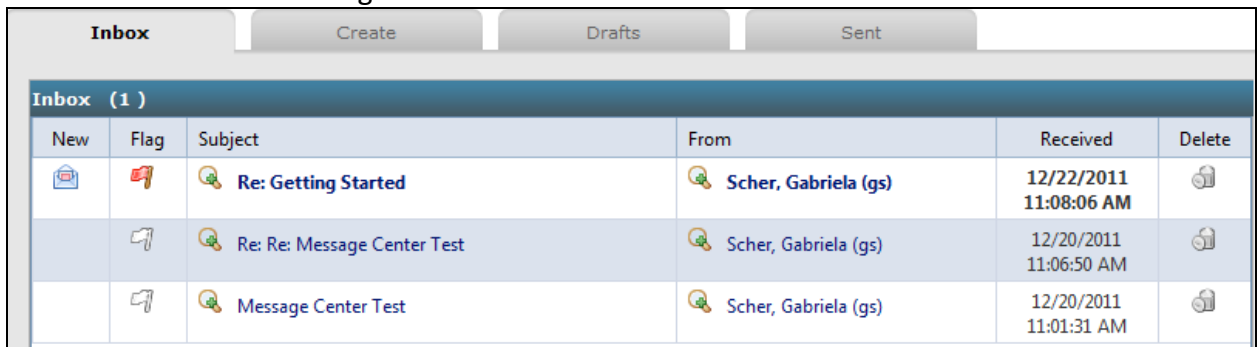 Inbox Create Drafts Sent
Inbox (1 )
New Flag Subject From Received Delete
Re: Getting Started Scher, Gabriela (gs) 12/22/2011
11:08:06 AM
Re: Re: Message Center Test Scher, Gabriela (gs) 12/20/2011
11:06:50 AM
Message Center Test Scher, Gabriela (gs) 12/20/2011
11:01:31 AM